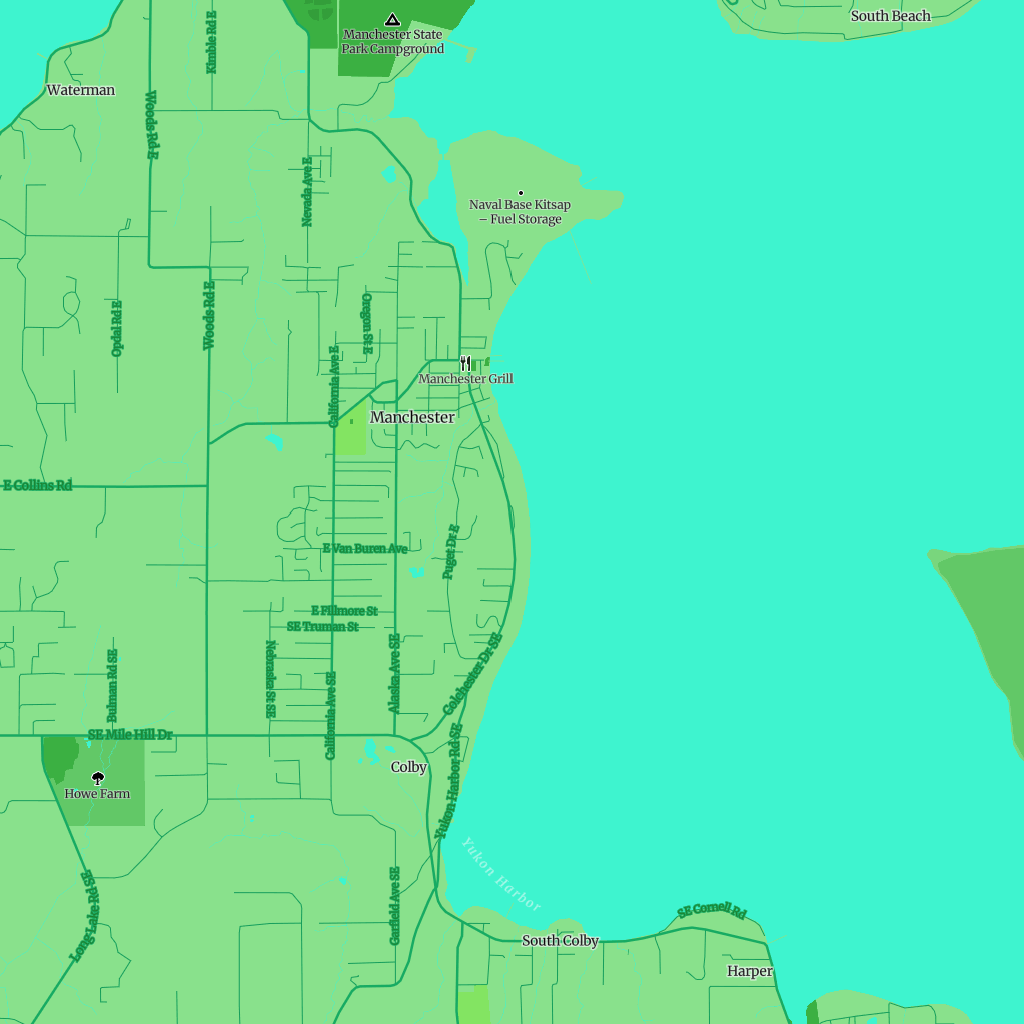 South Beach
Kimble Rd E
Manchester State
Park Campground
Waterman
Woods Rd E
Nevada Ave E
Naval Base Kitsap
– Fuel Storage
Opdal Rd E
Woods Rd E
Oregon St E
California Ave E
Manchester Grill
Manchester
E Collins Rd
Puget Dr E
E Van Buren Ave
E Fillmore St
SE Truman St
Bulman Rd SE
Nebraska St SE
California Ave SE
Alaska Ave SE
Colchester Dr SE
SE Mile Hill Dr
Yukon Harbor Rd SE
Colby
Howe Farm
Yukon Harbor
Long Lake Rd SE
Garfield Ave SE
SE Cornell Rd
South Colby
Harper